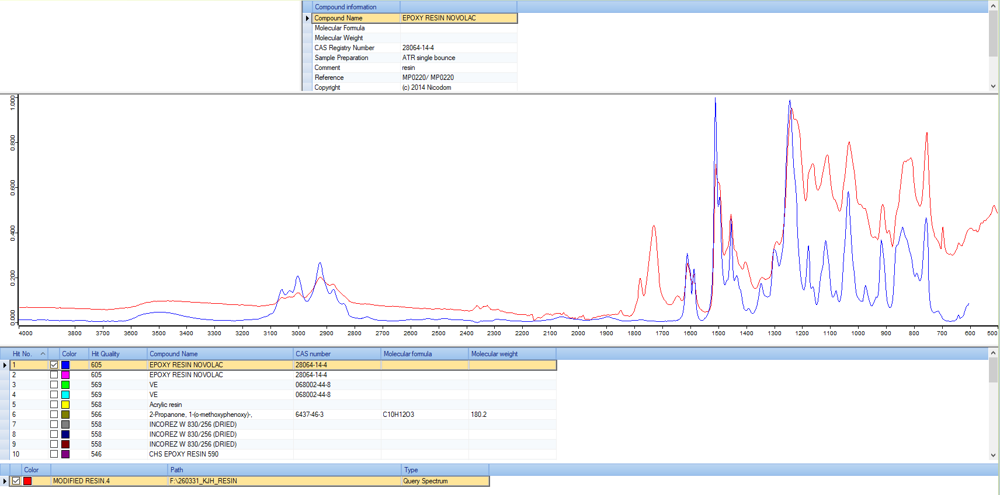 Compound information
Compound Name EPOXY RESIN NOVOLAC
Molecular Formula
Molecular Weight
CAS Registry Number 28064-14-4
Sample Preparation ATR single bounce
Comment resin
Reference MP0220/ MP0220
Copyright (c) 2014 Nicodom
1.000
0.800
0.600
0.400
0.200
0.000
4000 3800 3700 3600 3500 3400 3300 3200 3100 3000 2900 2800 2700 2600 2500 2400 2300 2200 2100 2000 1900 1800 1700 1600 1500 1400 1300 1200 1100 1000 900 800 700 600 500
Hit No. Color Hit Quality Compound Name CAS number Molecular formula Molecular weight
1 605 EPOXY RESIN NOVOLAC 28064-14-4
2 605 EPOXY RESIN NOVOLAC 28064-14-4
3 569 VE 068002-44-8
4 569 VE 068002-44-8
5 568 Acrylic resin
6 566 2-Propanone, 1-(o-methoxyphenoxy)-, 6437-46-3 C10H12O3 180.2
7 558 INCOREZ W 830/256 (DRIED)
8 558 INCOREZ W 830/256 (DRIED)
9 558 INCOREZ W 830/256 (DRIED)
10 546 CHS EPOXY RESIN 590
Color Path Type
MODIFIED RESIN.4 F:\260331_KJH_RESIN Query Spectrum